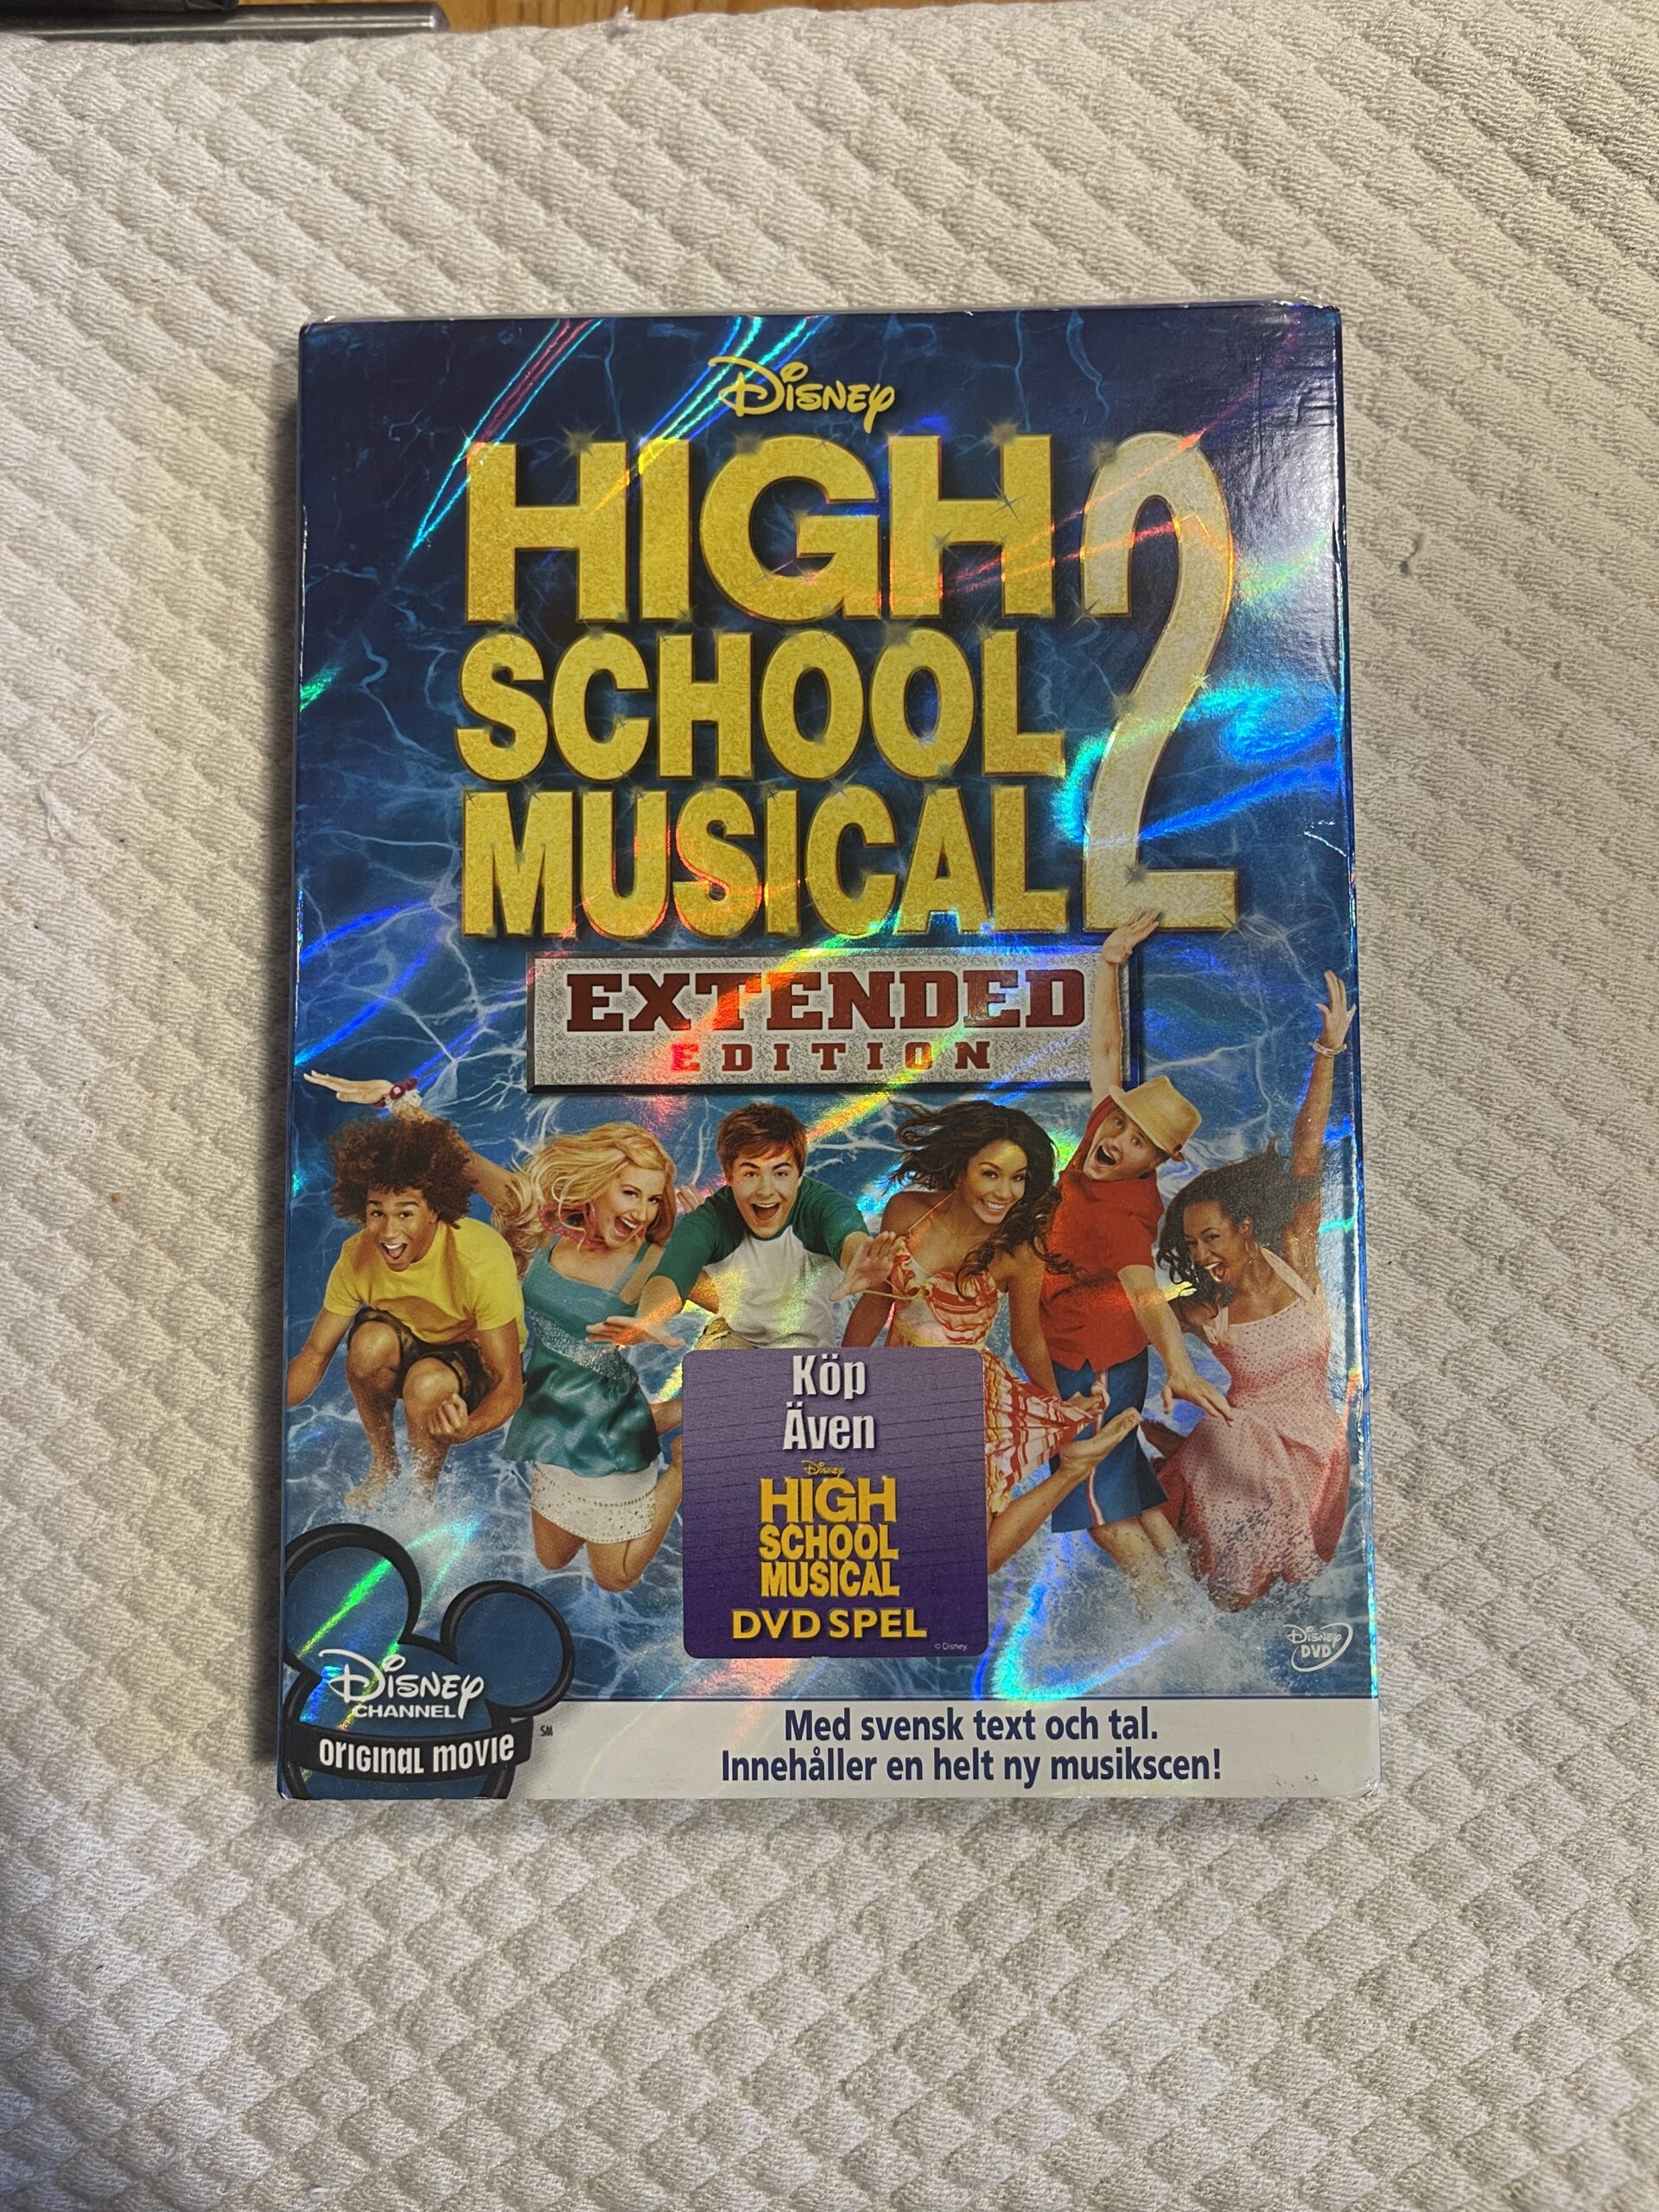 Disney
HIGH
SCHOOL
MUSICAL
2
EXTENDED
EDITION
Köp
Även
Disney
HIGH
SCHOOL
MUSICAL
DVD SPEL
© Disney.
Disney
DVD
Disney
CHANNEL
original movie
SM
Med svensk text och tal.
Innehåller en helt ny musikscen!